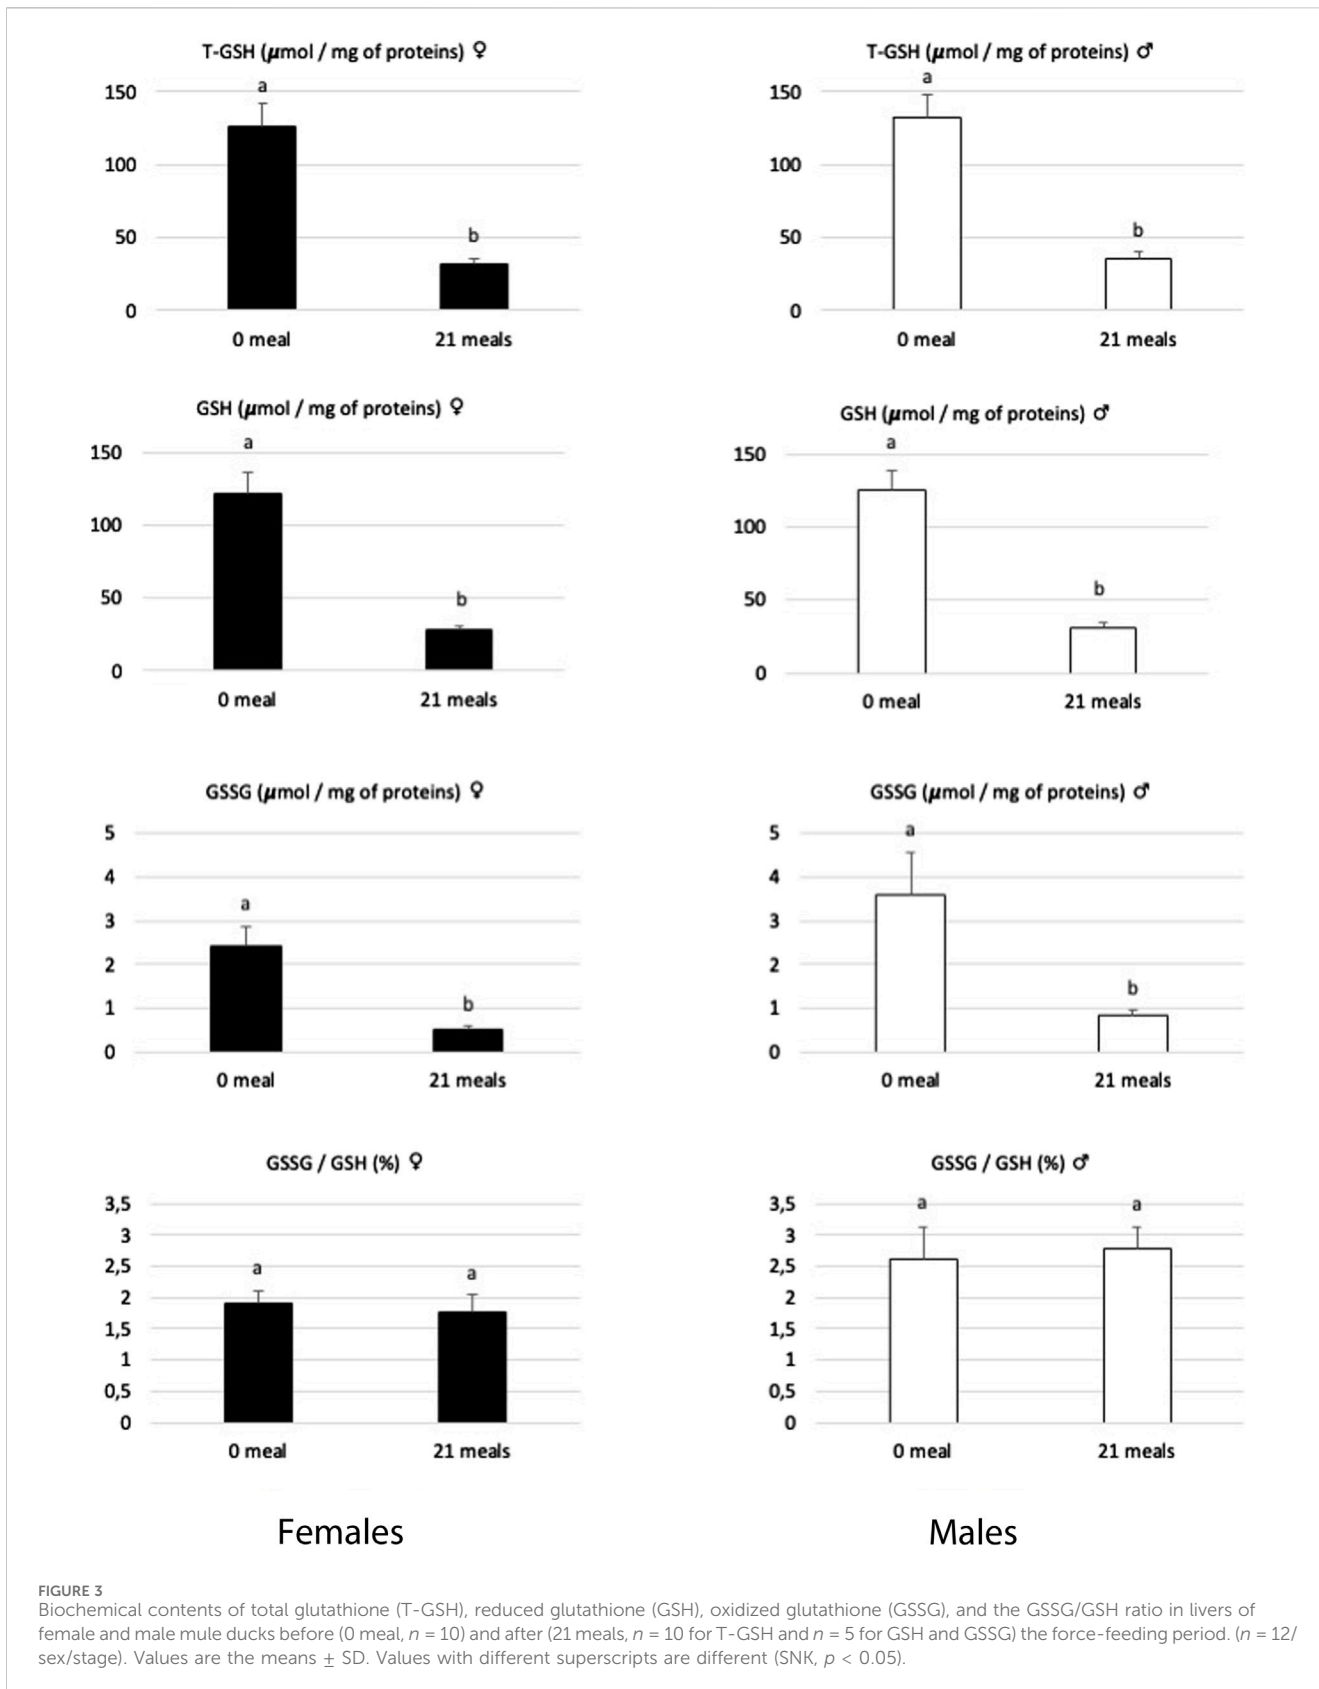 T-GSH (µmol / mg of proteins) ♀
150
a
100
50
b
0
0 meal
21 meals
T-GSH (µmol / mg of proteins) ♂
150
a
100
50
b
0
0 meal
21 meals
GSH (µmol / mg of proteins) ♀
150
a
100
50
b
0
0 meal
21 meals
GSH (µmol / mg of proteins) ♂
150
a
100
50
b
0
0 meal
21 meals
GSSG (µmol / mg of proteins) ♀
5
4
a
3
2
1
b
0
0 meal
21 meals
GSSG (µmol / mg of proteins) ♂
5
a
4
3
2
1
b
0
0 meal
21 meals
GSSG / GSH (%) ♀
3,5
3
2,5
a
a
2
1,5
1
0,5
0
0 meal
21 meals
GSSG / GSH (%) ♂
3,5
a
a
3
2,5
2
1,5
1
0,5
0
0 meal
21 meals
Females
Males
FIGURE 3
Biochemical contents of total glutathione (T-GSH), reduced glutathione (GSH), oxidized glutathione (GSSG), and the GSSG/GSH ratio in livers of
female and male mule ducks before (0 meal, n = 10) and after (21 meals, n = 10 for T-GSH and n = 5 for GSH and GSSG) the force-feeding period. (n = 12/
sex/stage). Values are the means ± SD. Values with different superscripts are different (SNK, p < 0.05).